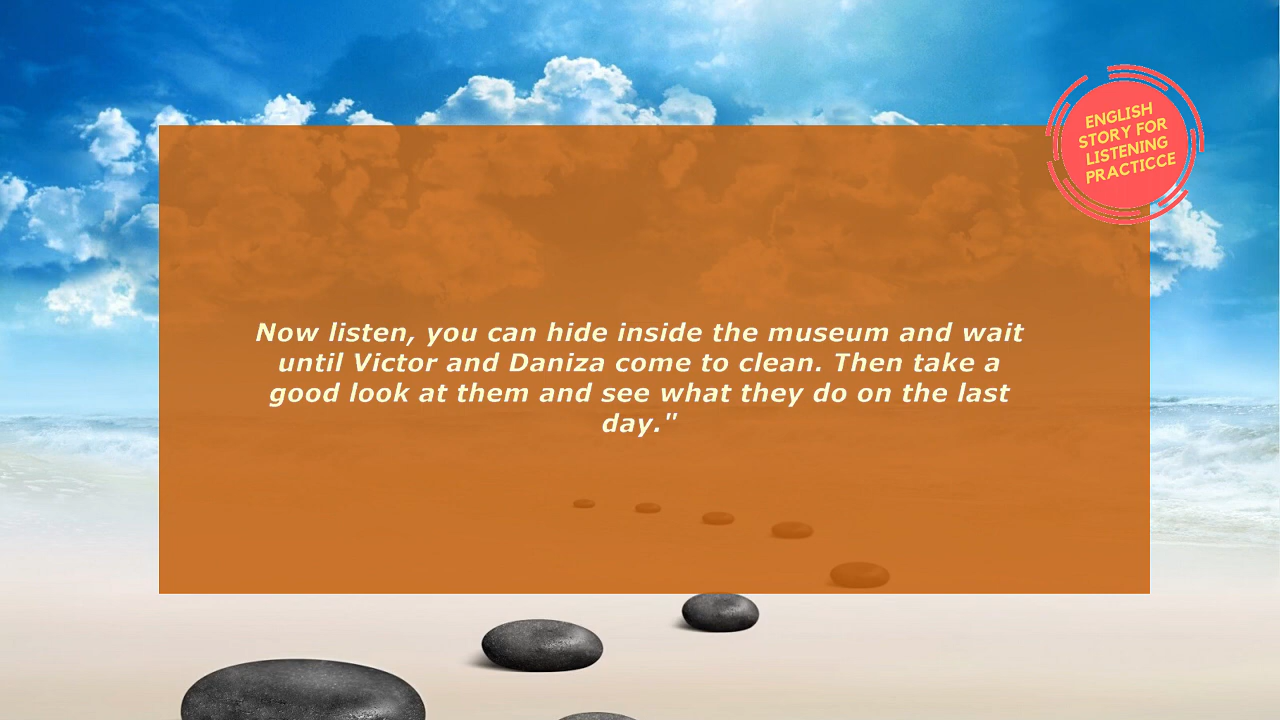 ENGLISH
STORY FOR
LISTENING
PRACTICCE
Now listen, you can hide inside the museum and wait
until Victor and Daniza come to clean. Then take a
good look at them and see what they do on the last
day."